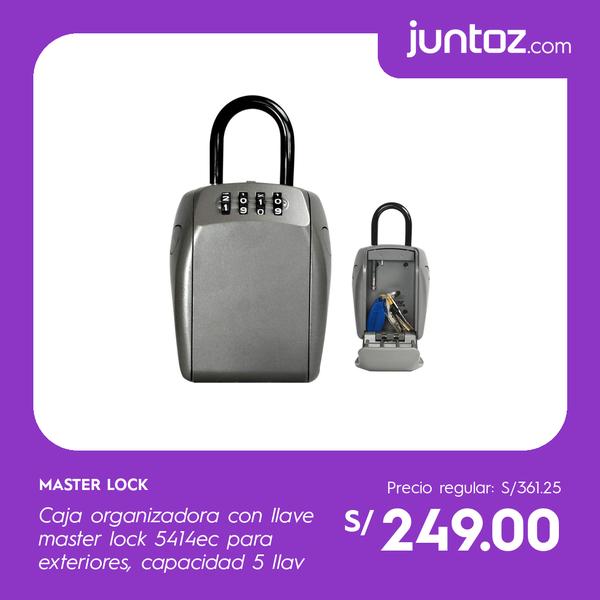 juntoz.com
MASTER LOCK
Caja organizadora con llave
master lock 5414ec para
exteriores, capacidad 5 llav
Precio regular: S/361.25
S/249.00